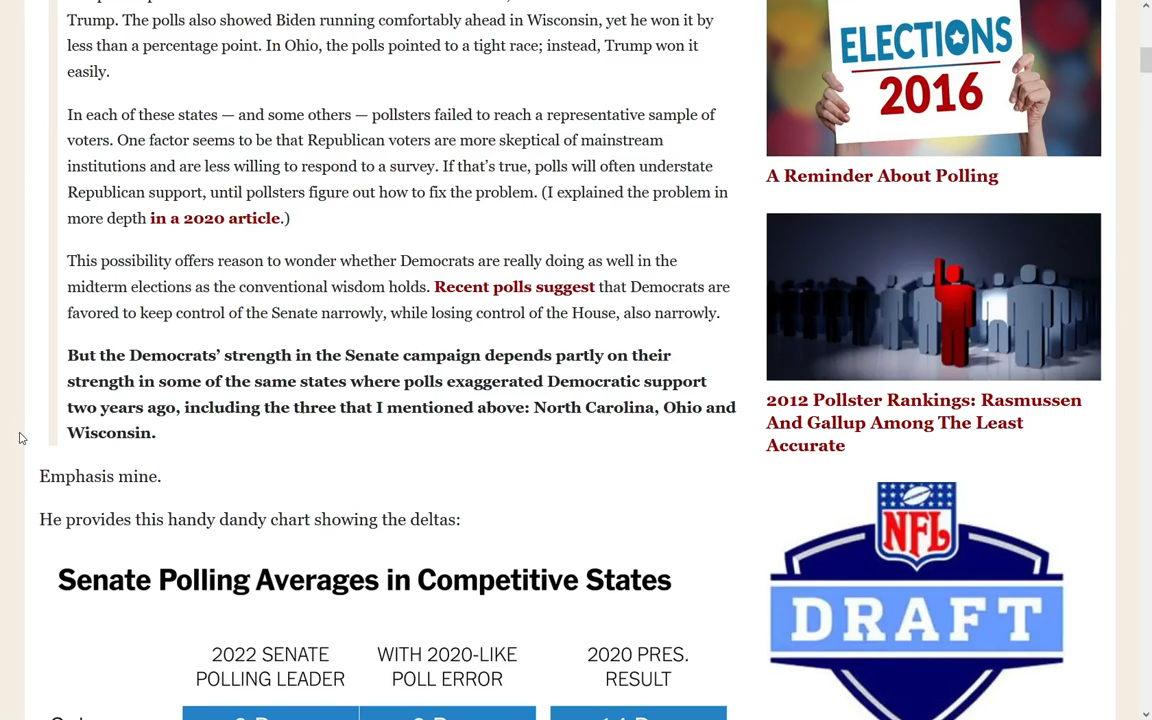 Trump. The polls also showed Biden running comfortably ahead in Wisconsin, yet he won it by
less than a percentage point. In Ohio, the polls pointed to a tight race; instead, Trump won it
easily.
In each of these states — and some others — pollsters failed to reach a representative sample of
voters. One factor seems to be that Republican voters are more skeptical of mainstream
institutions and are less willing to respond to a survey. If that’s true, polls will often understate
Republican support, until pollsters figure out how to fix the problem. (I explained the problem in
more depth in a 2020 article.)
This possibility offers reason to wonder whether Democrats are really doing as well in the
midterm elections as the conventional wisdom holds. Recent polls suggest that Democrats are
favored to keep control of the Senate narrowly, while losing control of the House, also narrowly.
But the Democrats’ strength in the Senate campaign depends partly on their
strength in some of the same states where polls exaggerated Democratic support
two years ago, including the three that I mentioned above: North Carolina, Ohio and
Wisconsin.
Emphasis mine.
He provides this handy dandy chart showing the deltas:
Senate Polling Averages in Competitive States
2022 SENATE
POLLING LEADER
WITH 2020-LIKE
POLL ERROR
2020 PRES.
RESULT
ELECTIONS
2016
A Reminder About Polling
2012 Pollster Rankings: Rasmussen
And Gallup Among The Least
Accurate
NFL
DRAFT